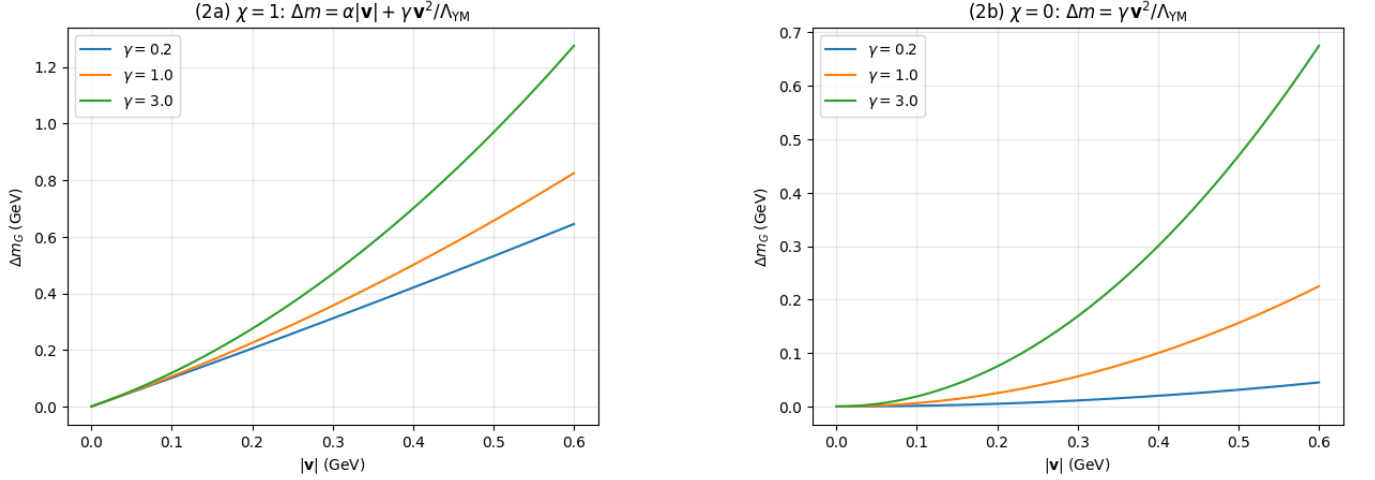 (2a) χ = 1: Δm = α|v| + γ v²/Λ_YM
γ = 0.2
γ = 1.0
γ = 3.0
1.2
1.0
0.8
0.6
0.4
0.2
0.0
Δm_G (GeV)
0.0 0.1 0.2 0.3 0.4 0.5 0.6
|v| (GeV)
(2b) χ = 0: Δm = γ v²/Λ_YM
γ = 0.2
γ = 1.0
γ = 3.0
0.7
0.6
0.5
0.4
0.3
0.2
0.1
0.0
Δm_G (GeV)
0.0 0.1 0.2 0.3 0.4 0.5 0.6
|v| (GeV)